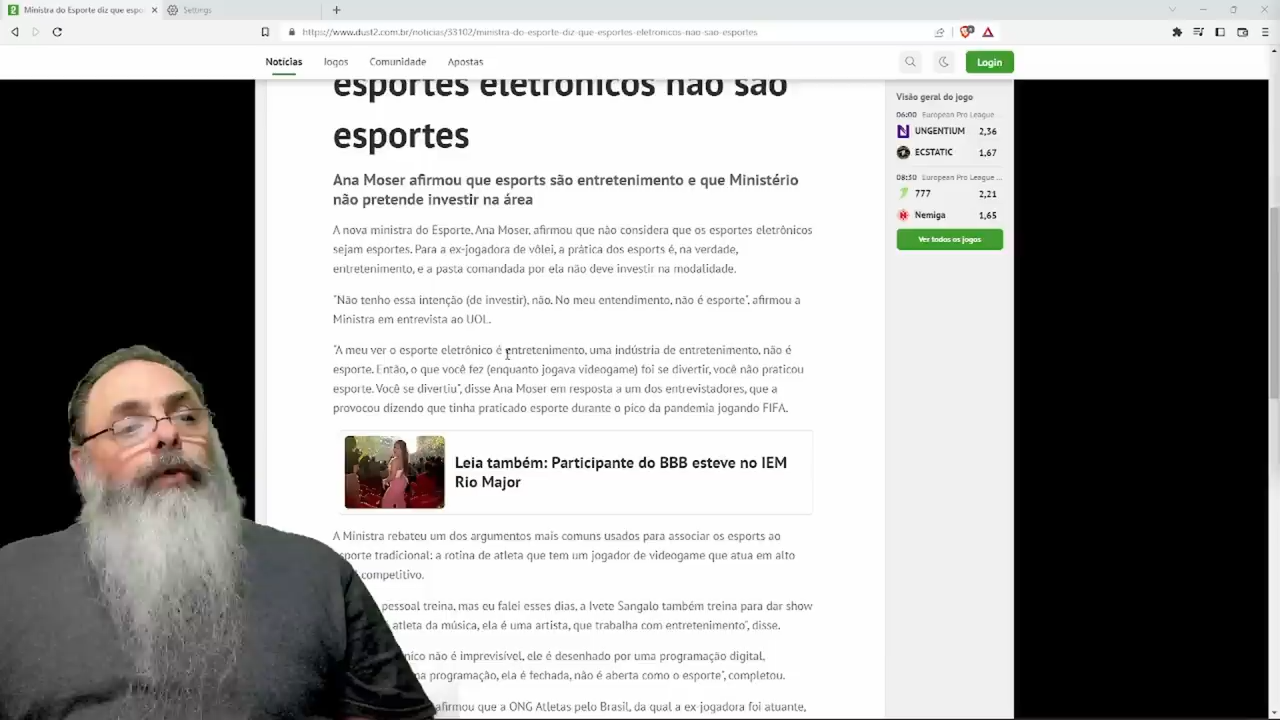 Ministra do Esporte diz que espo
Settings
https://www.dust2.com.br/noticias/33102/ministra-do-esporte-diz-que-esportes-eletronicos-nao-sao-esportes
Notícias
Jogos
Comunidade
Apostas
Login
esportes eletrônicos não são
esportes
Ana Moser afirmou que esports são entretenimento e que Ministério
não pretende investir na área
A nova ministra do Esporte, Ana Moser, afirmou que não considera que os esportes eletrônicos
sejam esportes. Para a ex-jogadora de vôlei, a prática dos esports é, na verdade,
entretenimento, e a pasta comandada por ela não deve investir na modalidade.
"Não tenho essa intenção (de investir), não. No meu entendimento, não é esporte", afirmou a
Ministra em entrevista ao UOL.
"A meu ver o esporte eletrônico é entretenimento, uma indústria de entretenimento, não é
esporte. Então, o que você fez (enquanto jogava videogame) foi se divertir, você não praticou
esporte. Você se divertiu", disse Ana Moser em resposta a um dos entrevistadores, que a
provocou dizendo que tinha praticado esporte durante o pico da pandemia jogando FIFA.
Leia também: Participante do BBB esteve no IEM
Rio Major
A Ministra rebateu um dos argumentos mais comuns usados para associar os esports ao
esporte tradicional: a rotina de atleta que tem um jogador de videogame que atua em alto
competitivo.
pessoal treina, mas eu falei esses dias, a Ivete Sangalo também treina para dar show
atleta da música, ela é uma artista, que trabalha com entretenimento", disse.
nico não é imprevisível, ele é desenhado por uma programação digital,
a programação, ela é fechada, não é aberta como o esporte", completou.
afirmou que a ONG Atletas pelo Brasil, da qual a ex-jogadora foi atuante,
Visão geral do jogo
06:00 European Pro League ...
UNGENTIUM 2,36
ECSTATIC 1,67
08:30 European Pro League ...
777 2,21
Nemiga 1,65
Ver todos os jogos